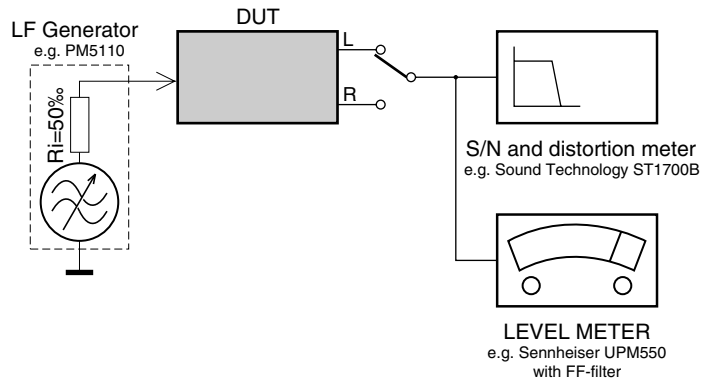 LF Generator
e.g. PM5110
Ri=50‰
DUT
L
R
S/N and distortion meter
e.g. Sound Technology ST1700B
LEVEL METER
e.g. Sennheiser UPM550
with FF-filter